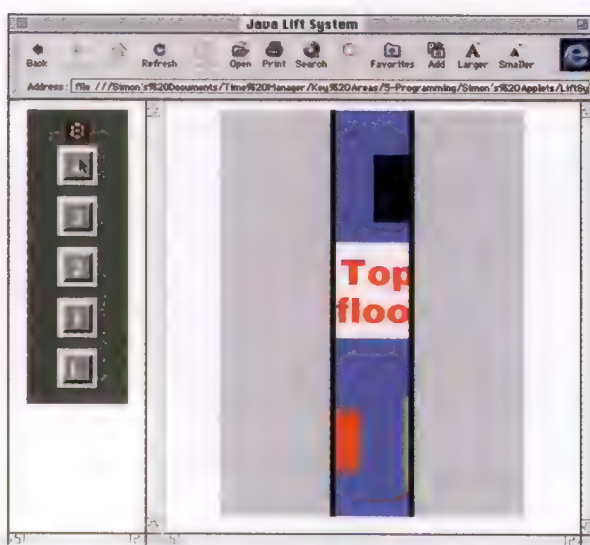 Java Lift System
Back Refresh Open Print Search Favorites Add Larger Smaller
Address: file ///Simon's%20Documents/Time%20Manager/Key%20Areas/5-Programming/Simon's%20Applets/LiftSy
Top
floo